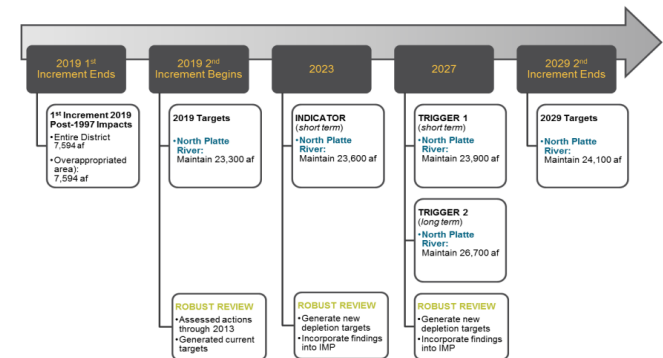 2019 1st
Increment Ends
2019 2nd
Increment Begins
2023
2027
2029 2nd
Increment Ends
1st Increment 2019
Post-1997 Impacts
•Entire District
7,594 af
•Overappropriated
area):
7,594 af
2019 Targets
•North Platte
River:
Maintain 23,300 af
INDICATOR
(short term)
•North Platte
River:
Maintain 23,600 af
TRIGGER 1
(short term)
•North Platte
River:
Maintain 23,900 af
2029 Targets
•North Platte
River:
Maintain 24,100 af
TRIGGER 2
(long term)
•North Platte
River:
Maintain 26,700 af
ROBUST REVIEW
•Assessed actions
through 2013
•Generated current
targets
ROBUST REVIEW
•Generate new
depletion targets
•Incorporate findings
into IMP
ROBUST REVIEW
•Generate new
depletion targets
•Incorporate findings
into IMP